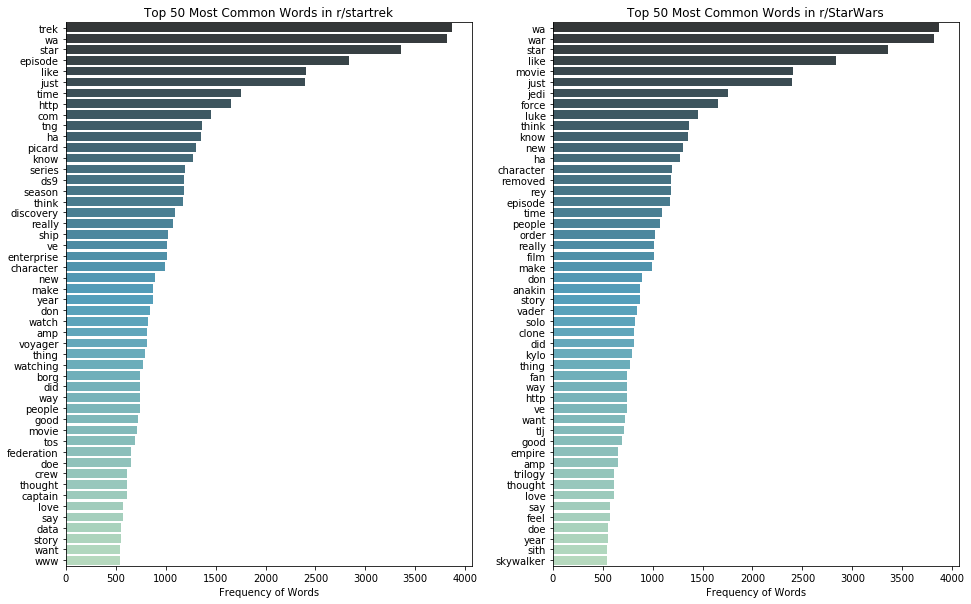 Top 50 Most Common Words in r/startrek
trek
wa
star
episode
like
just
time
http
com
tng
ha
picard
know
series
ds9
season
think
discovery
really
ship
ve
enterprise
character
new
make
year
don
watch
amp
voyager
thing
watching
borg
did
way
people
good
movie
tos
federation
doe
crew
thought
captain
love
say
data
story
want
www
0 500 1000 1500 2000 2500 3000 3500 4000
Frequency of Words
Top 50 Most Common Words in r/StarWars
wa
war
star
like
movie
just
jedi
force
luke
think
know
new
ha
character
removed
rey
episode
time
people
order
really
film
make
don
anakin
story
vader
solo
clone
did
kylo
thing
fan
way
http
ve
want
tlj
good
empire
amp
trilogy
thought
love
say
feel
doe
year
sith
skywalker
0 500 1000 1500 2000 2500 3000 3500 4000
Frequency of Words